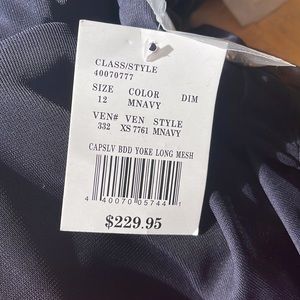 CLASS/STYLE
40070777
SIZE COLOR DIM
12 MNAVY
VEN# VEN STYLE
332 XS 7761 MNAVY
CAPSLV BDD YOKE LONG MESH
4 40070 05744 1
$229.95